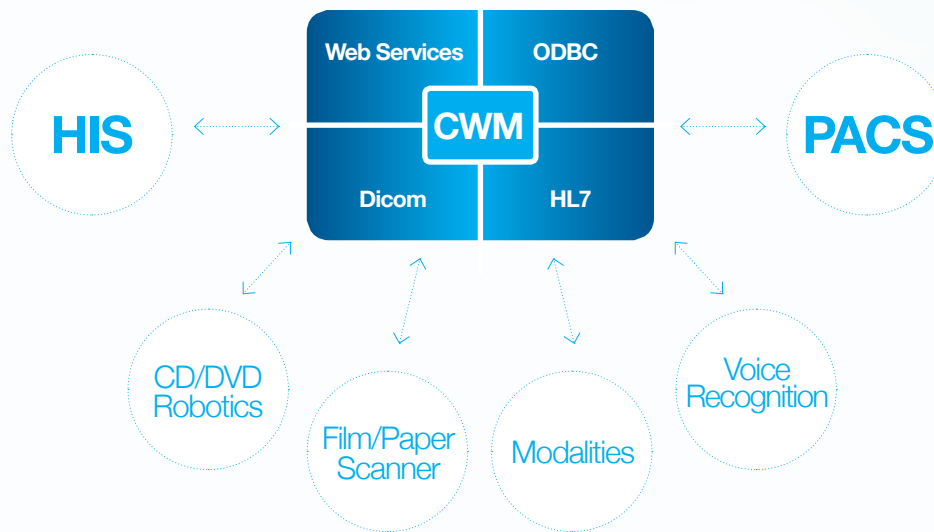 Web Services
ODBC
HIS
CWM
PACS
Dicom
HL7
CD/DVD
Robotics
Film/Paper
Scanner
Modalities
Voice
Recognition